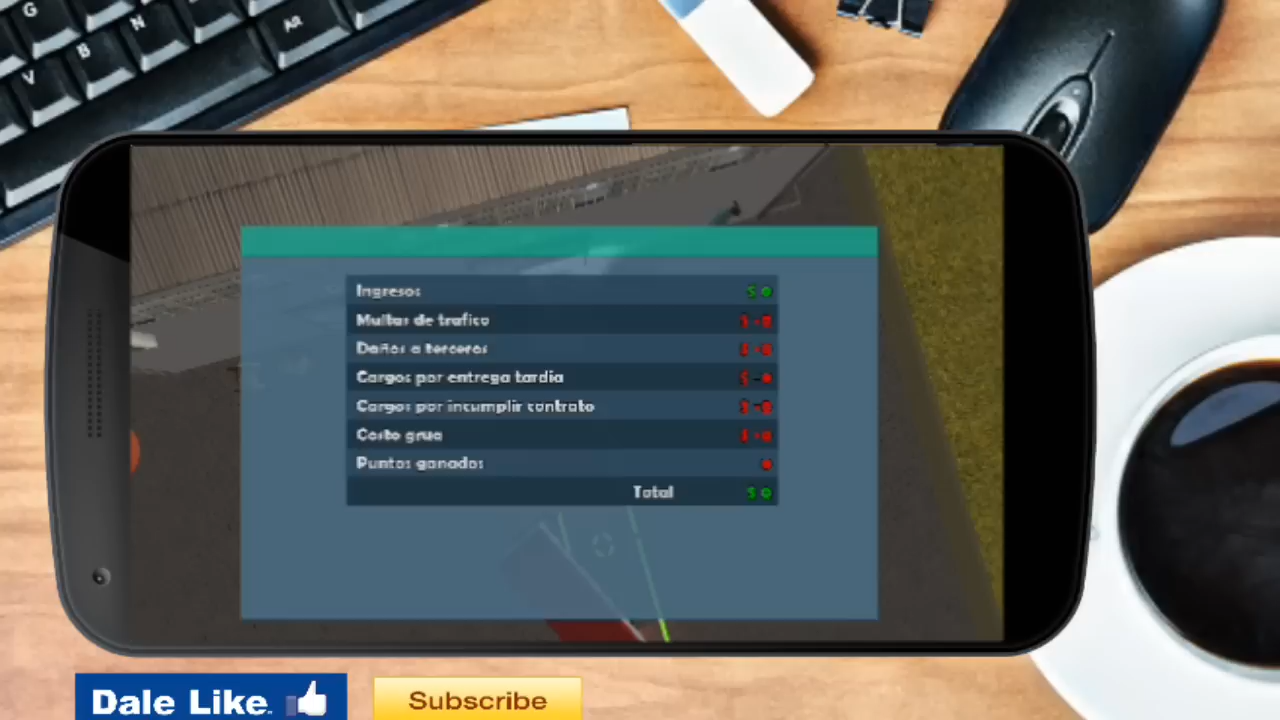 G
N
AR
V
B
Ingresos $ 0
Multas de trafico $ -0
Daños a terceros $ -0
Cargos por entrega tardia $ -0
Cargos por incumplir contrato $ -0
Costo grua $ -0
Puntos ganados 0
Total $ 0
Dale Like
Subscribe